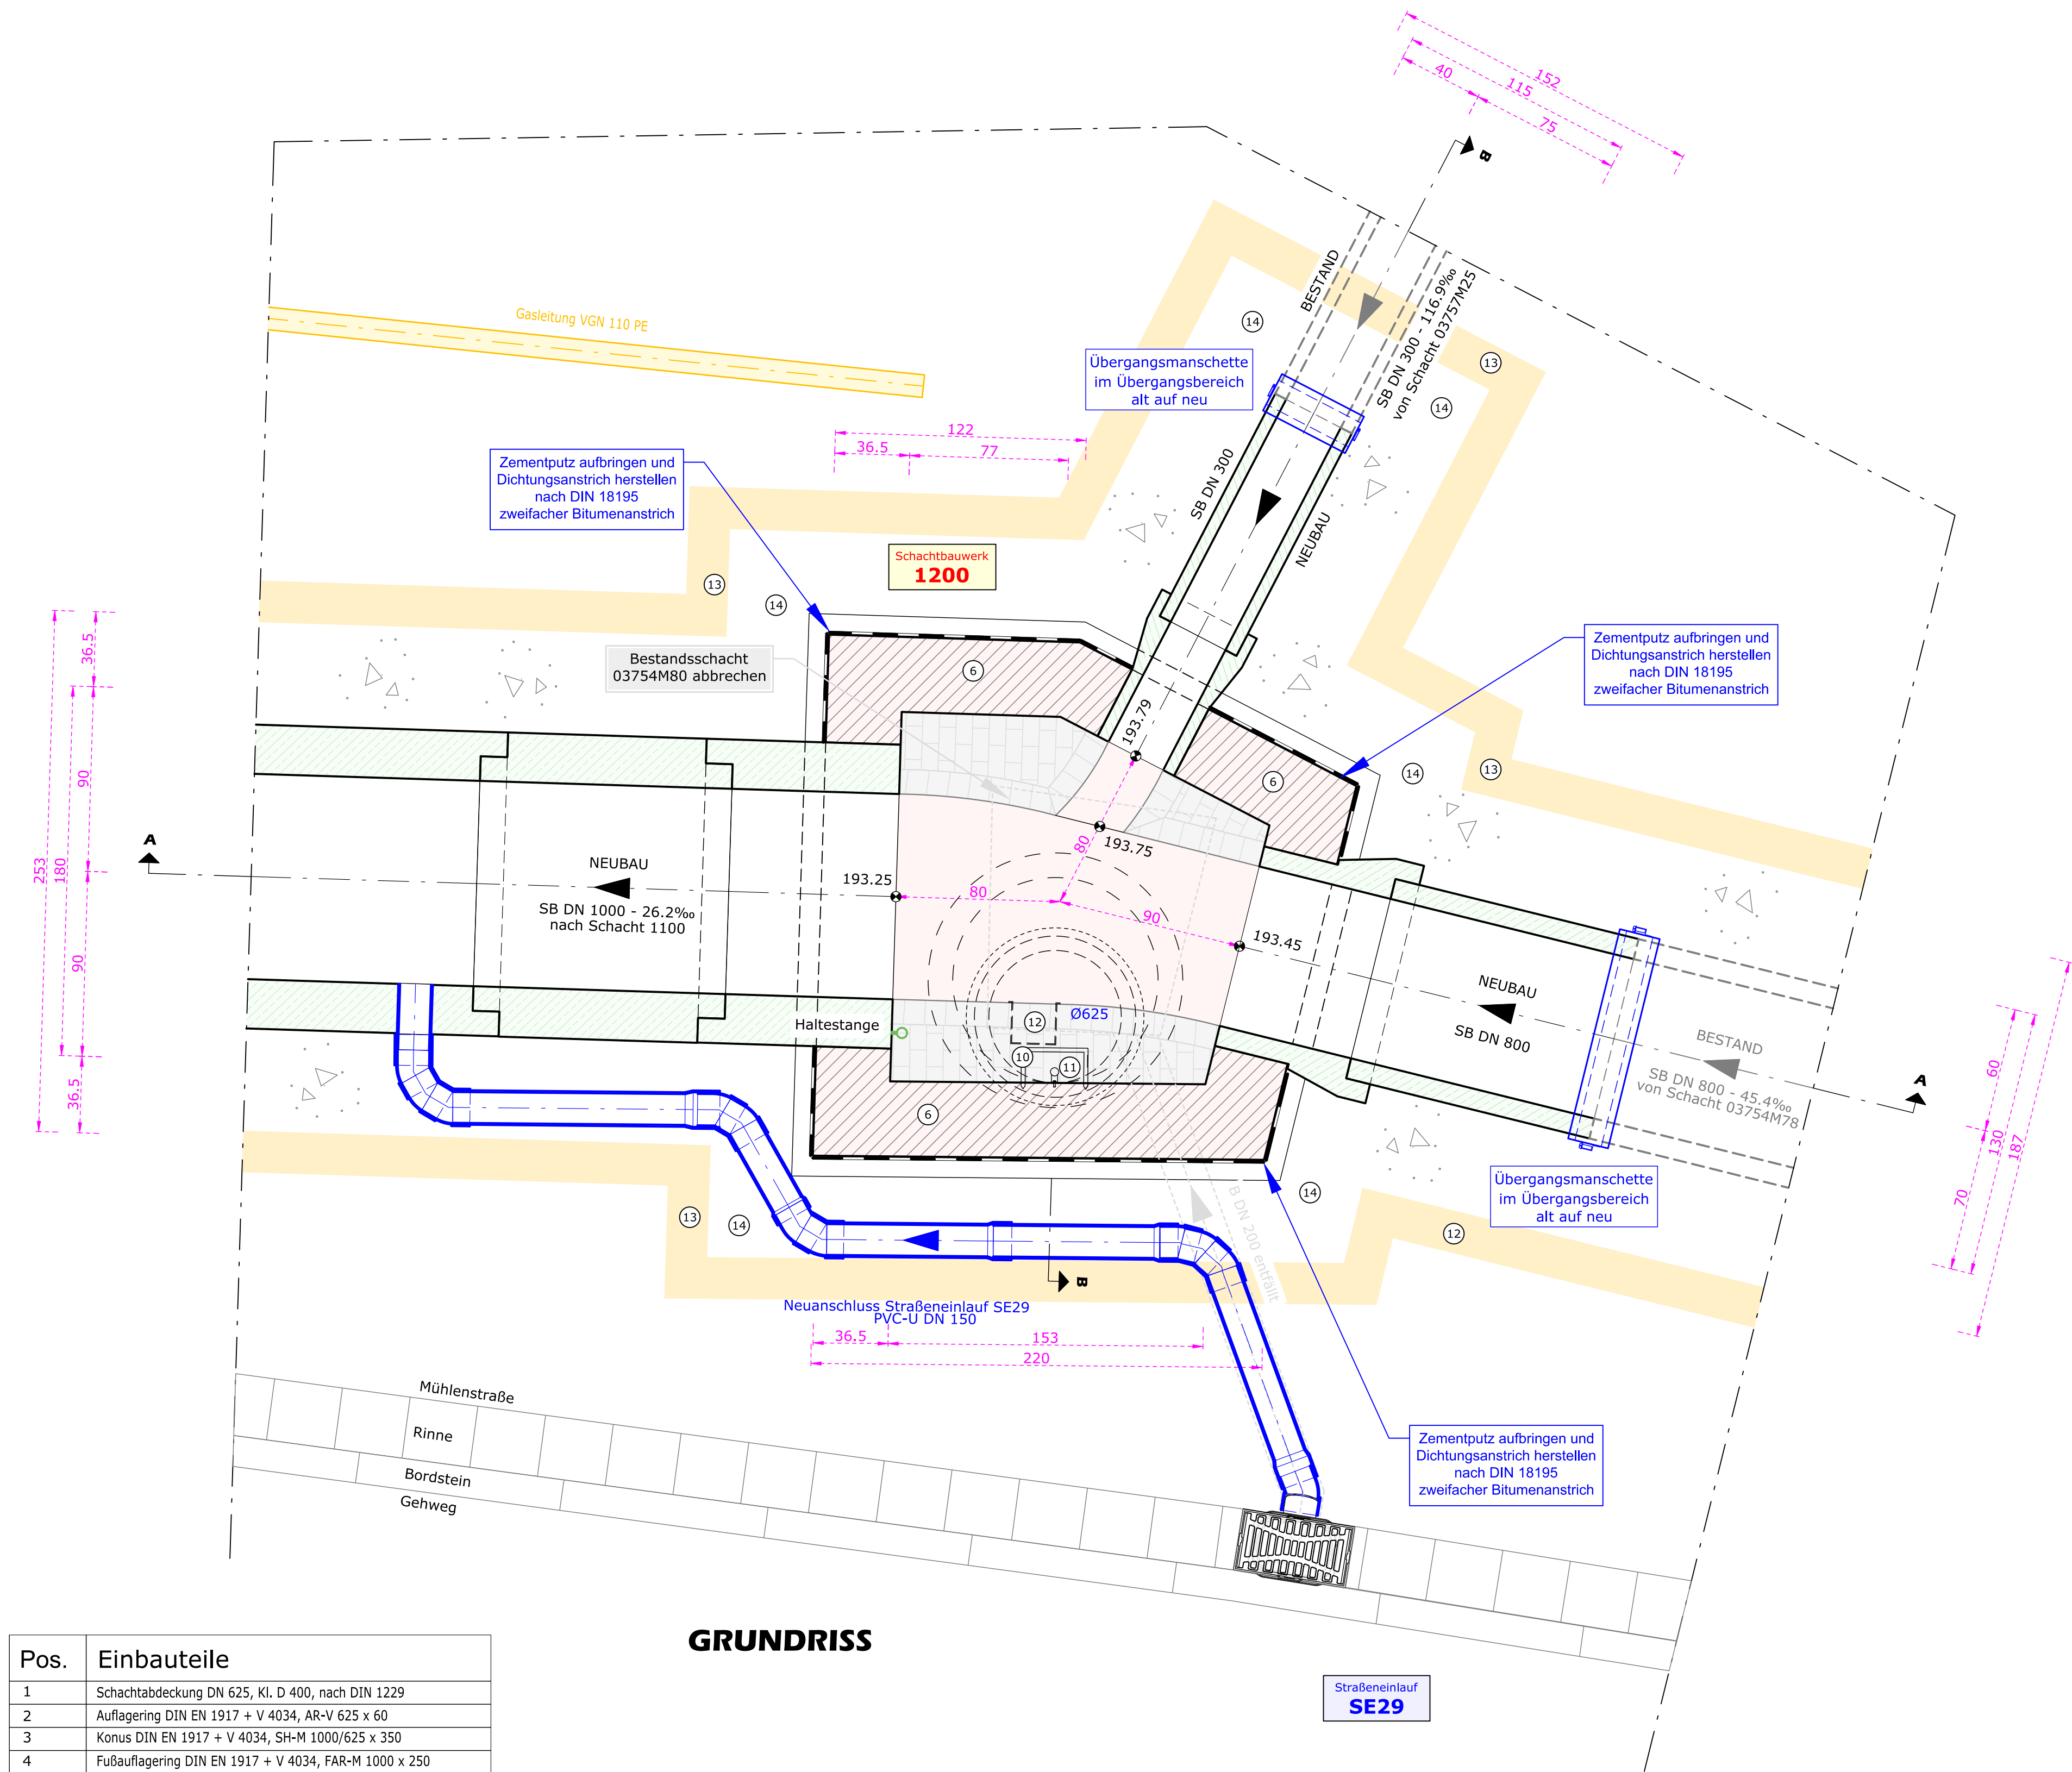 152
115
40
75
B
BESTAND
SB DN 300 - 116.9‰
von Schacht 03757M25
14
13
14
Gasleitung VGN 110 PE
Übergangsmanschette
im Übergangsbereich
alt auf neu
122
36.5
77
SB DN 300
NEUBAU
Zementputz aufbringen und
Dichtungsanstrich herstellen
nach DIN 18195
zweifacher Bitumenanstrich
Schachtbauwerk
1200
13
14
Bestandsschacht
03754M80 abbrechen
6
Zementputz aufbringen und
Dichtungsanstrich herstellen
nach DIN 18195
zweifacher Bitumenanstrich
193.79
6
14
13
36.5
90
253
180
90
36.5
A
NEUBAU
SB DN 1000 - 26.2‰
nach Schacht 1100
193.25
80
80
193.75
90
193.45
NEUBAU
SB DN 800
BESTAND
SB DN 800 - 45.4‰
von Schacht 03754M78
A
60
130
187
70
Haltestange
12
Ø625
10
11
6
Übergangsmanschette
im Übergangsbereich
alt auf neu
14
12
13
14
B DN 200 entfällt
B
Neuanschluss Straßeneinlauf SE29
PVC-U DN 150
36.5
153
220
Mühlenstraße
Rinne
Bordstein
Gehweg
Zementputz aufbringen und
Dichtungsanstrich herstellen
nach DIN 18195
zweifacher Bitumenanstrich
GRUNDRISS
Straßeneinlauf
SE29
Pos. Einbauteile
1 Schachtabdeckung DN 625, Kl. D 400, nach DIN 1229
2 Auflagering DIN EN 1917 + V 4034, AR-V 625 x 60
3 Konus DIN EN 1917 + V 4034, SH-M 1000/625 x 350
4 Fußauflagering DIN EN 1917 + V 4034, FAR-M 1000 x 250